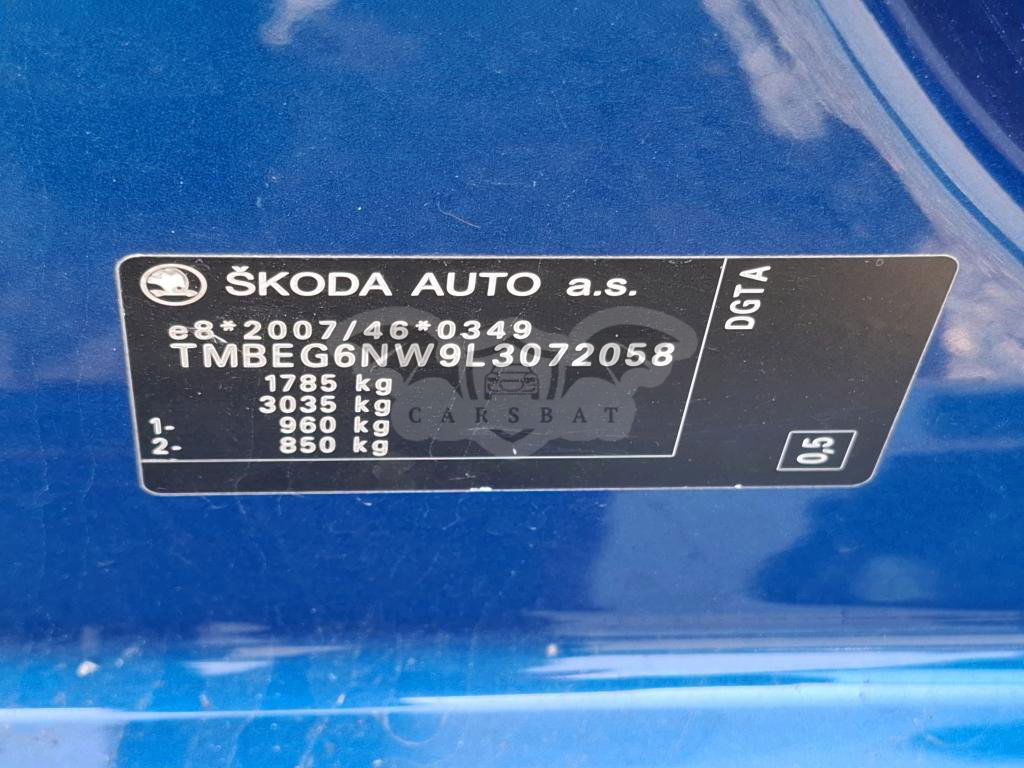 ŠKODA AUTO a.s.
e8*2007/46*0349
TMBEG6NW9L3072058
1785 kg
3035 kg
1- 960 kg
2- 850 kg
DGTA
0,5
CARSBAT